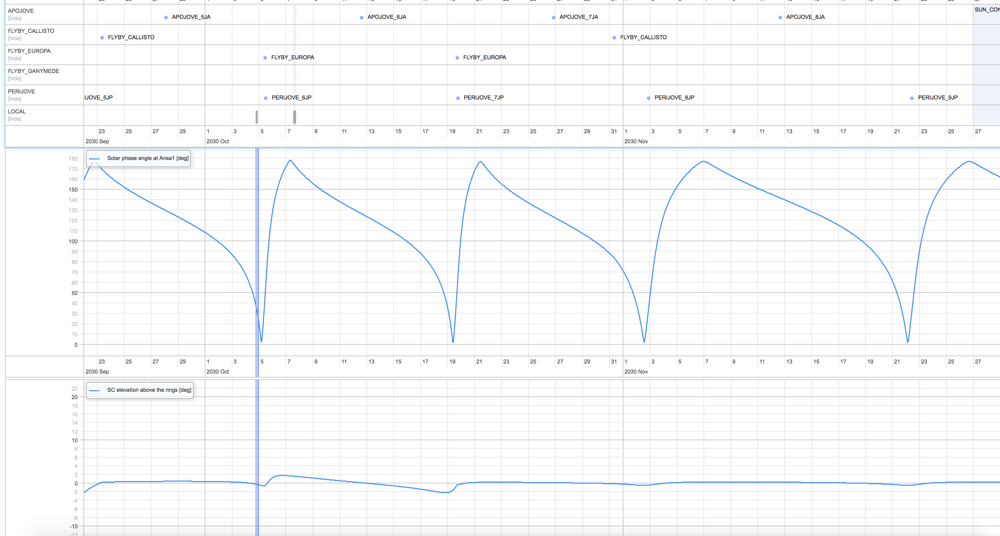 APOJOVE
[hide]
APOJOVE_5JA APOJOVE_6JA APOJOVE_7JA APOJOVE_8JA
FLYBY_CALLISTO
[hide]
FLYBY_CALLISTO FLYBY_CALLISTO
FLYBY_EUROPA
[hide]
FLYBY_EUROPA FLYBY_EUROPA
FLYBY_GANYMEDE
[hide]
PERIJOVE
[hide]
IJOVE_5JP PERIJOVE_6JP PERIJOVE_7JP PERIJOVE_8JP PERIJOVE_9JP
LOCAL
[hide]
23 25 27 29 1 3 5 7 9 11 13 15 17 19 21 23 25 27 29 31 1 3 5 7 9 11 13 15 17 19 21 23 25 27
2030 Sep 2030 Oct 2030 Nov
Solar phase angle at Ansa1 [deg]
180
170
160
150
140
130
120
110
100
90
80
70
60
50
40
30
20
10
0
23 25 27 29 1 3 5 7 9 11 13 15 17 19 21 23 25 27 29 31 1 3 5 7 9 11 13 15 17 19 21 23 25 27
2030 Sep 2030 Oct 2030 Nov
SC elevation above the rings [deg]
22
20
18
16
14
12
10
8
6
4
2
0
-2
-4
-6
-8
-10
-12